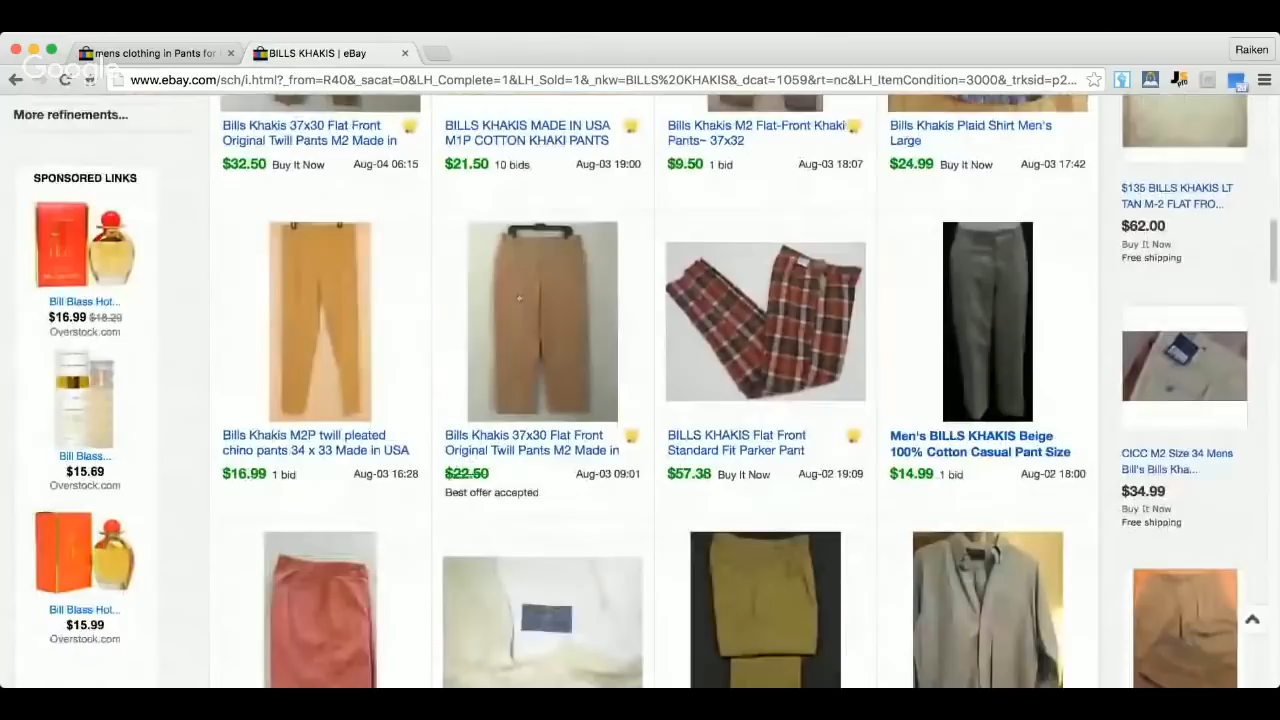 mens clothing in Pants for
BILLS KHAKIS | eBay
Raiken
Google
www.ebay.com/sch/i.html?_from=R40&_sacat=0&LH_Complete=1&LH_Sold=1&_nkw=BILLS%20KHAKIS&_dcat=1059&rt=nc&LH_ItemCondition=3000&_trksid=p2...
More refinements...
SPONSORED LINKS
Bill Blass Hot...
$16.99 $18.29
Overstock.com
Bill Blass...
$15.69
Overstock.com
Bill Blass Hot...
$15.99
Overstock.com
Bills Khakis 37x30 Flat Front
Original Twill Pants M2 Made in
$32.50 Buy It Now Aug-04 06:15
BILLS KHAKIS MADE IN USA
M1P COTTON KHAKI PANTS
$21.50 10 bids Aug-03 19:00
Bills Khakis M2 Flat-Front Khaki
Pants~ 37x32
$9.50 1 bid Aug-03 18:07
Bills Khakis Plaid Shirt Men's
Large
$24.99 Buy It Now Aug-03 17:42
Bills Khakis M2P twill pleated
chino pants 34 x 33 Made in USA
$16.99 1 bid Aug-03 16:28
Bills Khakis 37x30 Flat Front
Original Twill Pants M2 Made in
$22.50 Aug-03 09:01
Best offer accepted
BILLS KHAKIS Flat Front
Standard Fit Parker Pant
$57.38 Buy It Now Aug-02 19:09
Men's BILLS KHAKIS Beige
100% Cotton Casual Pant Size
$14.99 1 bid Aug-02 18:00
$135 BILLS KHAKIS LT
TAN M-2 FLAT FRO...
$62.00
Buy It Now
Free shipping
CICC M2 Size 34 Mens
Bill's Bills Kha...
$34.99
Buy It Now
Free shipping